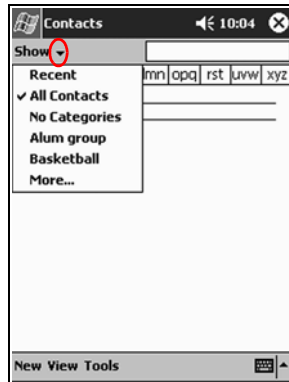 Contacts 10:04
Show
Recent
lmn opq rst uvw xyz
All Contacts
No Categories
Alum group
Basketball
More...
New View Tools